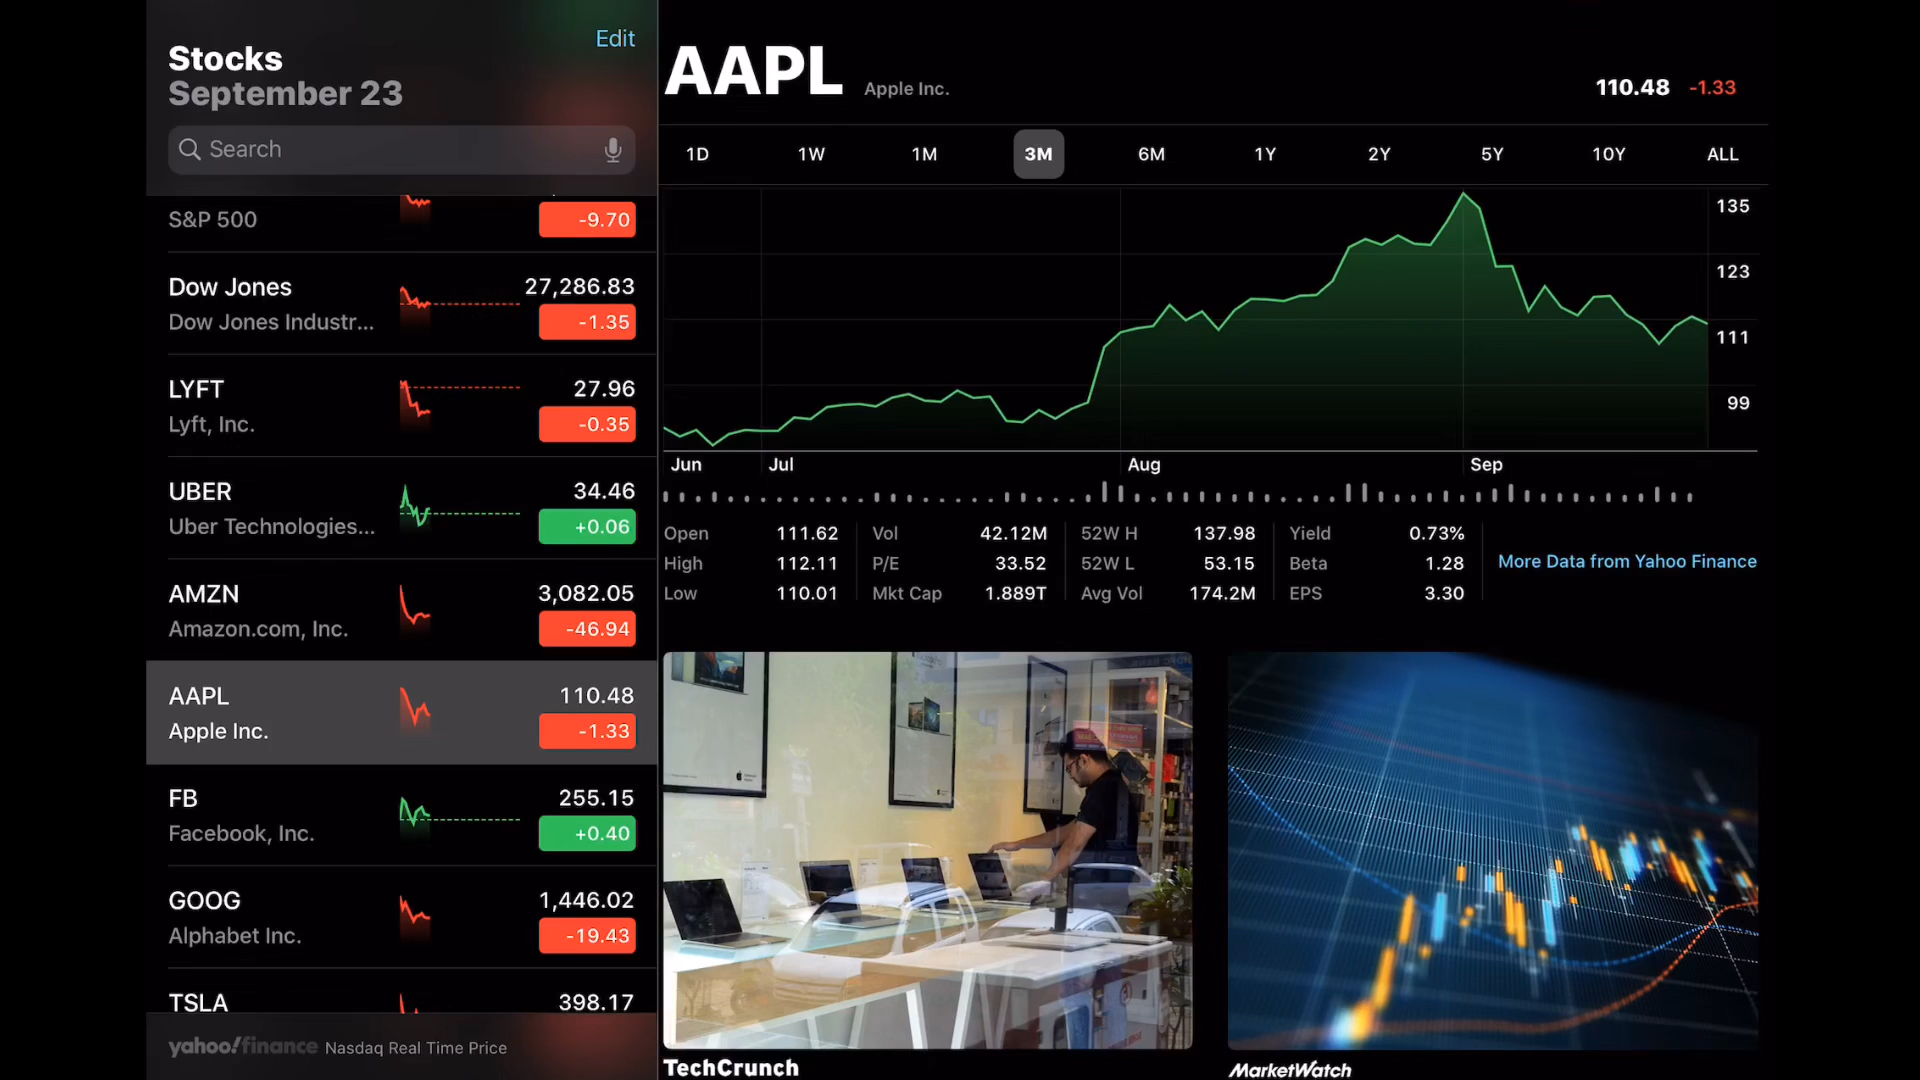 Stocks
September 23
Edit
Search
S&P 500
-9.70
Dow Jones
27,286.83
Dow Jones Industr...
-1.35
LYFT
27.96
Lyft, Inc.
-0.35
UBER
34.46
Uber Technologies...
+0.06
AMZN
3,082.05
Amazon.com, Inc.
-46.94
AAPL
110.48
Apple Inc.
-1.33
FB
255.15
Facebook, Inc.
+0.40
GOOG
1,446.02
Alphabet Inc.
-19.43
TSLA
398.17
yahoo!finance Nasdaq Real Time Price
AAPL Apple Inc.
110.48 -1.33
1D 1W 1M 3M 6M 1Y 2Y 5Y 10Y ALL
135
123
111
99
Jun Jul Aug Sep
Open 111.62 Vol 42.12M 52W H 137.98 Yield 0.73%
High 112.11 P/E 33.52 52W L 53.15 Beta 1.28
Low 110.01 Mkt Cap 1.889T Avg Vol 174.2M EPS 3.30
More Data from Yahoo Finance
TechCrunch
MarketWatch